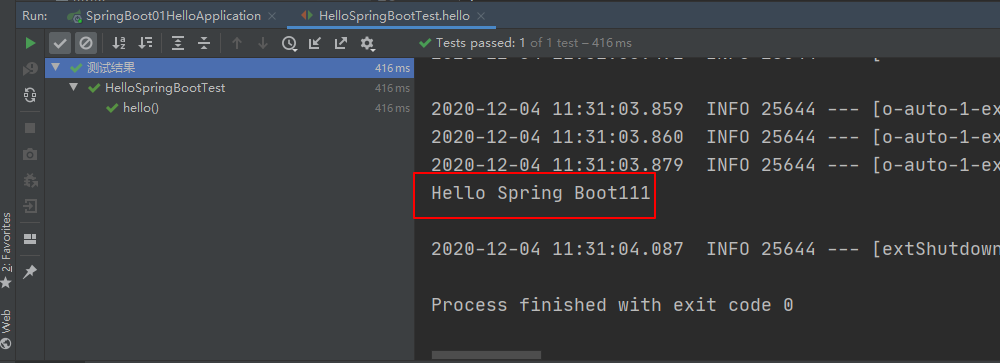 Run: SpringBoot01HelloApplication HelloSpringBootTest.hello
Tests passed: 1 of 1 test – 416 ms
测试结果 416 ms
HelloSpringBootTest 416 ms
hello() 416 ms
2020-12-04 11:31:03.859 INFO 25644 --- [o-auto-1-ex
2020-12-04 11:31:03.860 INFO 25644 --- [o-auto-1-ex
2020-12-04 11:31:03.879 INFO 25644 --- [o-auto-1-ex
Hello Spring Boot111
2020-12-04 11:31:04.087 INFO 25644 --- [extShutdown
Process finished with exit code 0
2: Favorites
Web